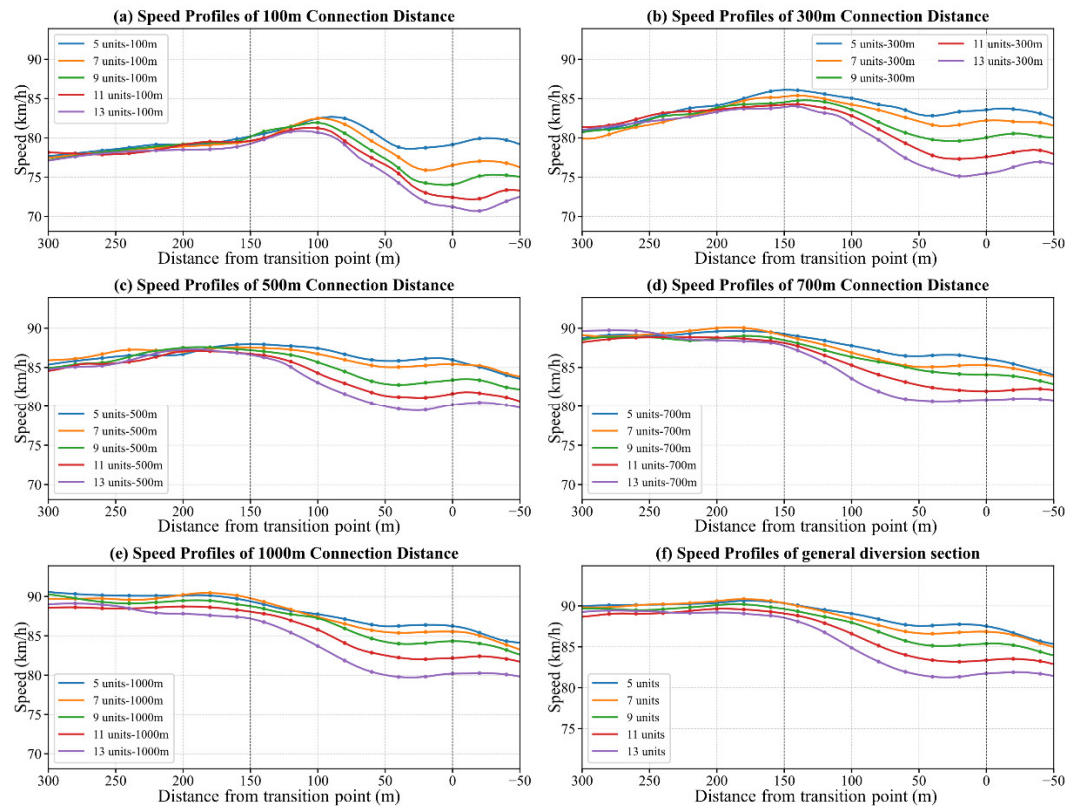 (a) Speed Profiles of 100m Connection Distance
Speed (km/h)
90
85
80
75
70
5 units-100m
7 units-100m
9 units-100m
11 units-100m
13 units-100m
300 250 200 150 100 50 0 −50
Distance from transition point (m)
(b) Speed Profiles of 300m Connection Distance
Speed (km/h)
90
85
80
75
70
5 units-300m 11 units-300m
7 units-300m 13 units-300m
9 units-300m
300 250 200 150 100 50 0 −50
Distance from transition point (m)
(c) Speed Profiles of 500m Connection Distance
Speed (km/h)
90
85
80
75
70
5 units-500m
7 units-500m
9 units-500m
11 units-500m
13 units-500m
300 250 200 150 100 50 0 −50
Distance from transition point (m)
(d) Speed Profiles of 700m Connection Distance
Speed (km/h)
90
85
80
75
70
5 units-700m
7 units-700m
9 units-700m
11 units-700m
13 units-700m
300 250 200 150 100 50 0 −50
Distance from transition point (m)
(e) Speed Profiles of 1000m Connection Distance
Speed (km/h)
90
85
80
75
70
5 units-1000m
7 units-1000m
9 units-1000m
11 units-1000m
13 units-1000m
300 250 200 150 100 50 0 −50
Distance from transition point (m)
(f) Speed Profiles of general diversion section
Speed (km/h)
90
85
80
75
5 units
7 units
9 units
11 units
13 units
300 250 200 150 100 50 0 −50
Distance from transition point (m)